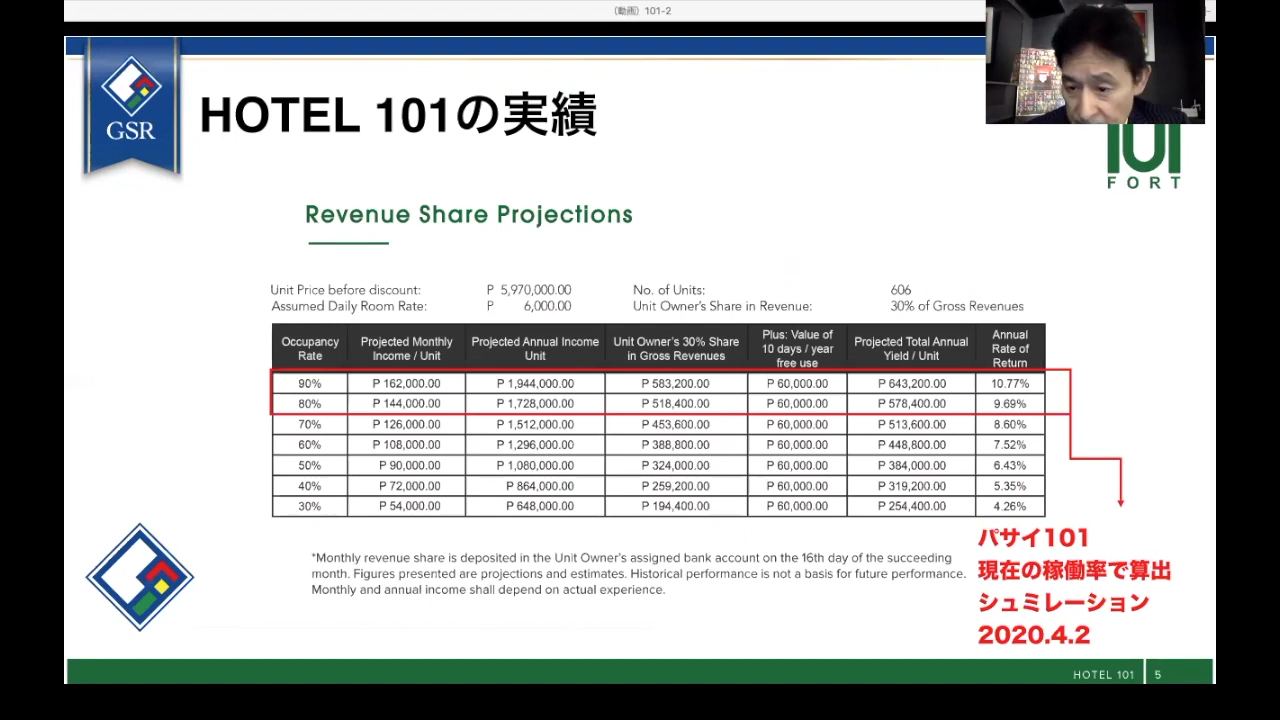 （動画）101-2
GSR
HOTEL 101の実績
101
FORT
Revenue Share Projections
Unit Price before discount: P 5,970,000.00 No. of Units: 606
Assumed Daily Room Rate: P 6,000.00 Unit Owner's Share in Revenue: 30% of Gross Revenues
Occupancy Rate Projected Monthly Income / Unit Projected Annual Income Unit Unit Owner's 30% Share in Gross Revenues Plus: Value of 10 days / year free use Projected Total Annual Yield / Unit Annual Rate of Return
90% P 162,000.00 P 1,944,000.00 P 583,200.00 P 60,000.00 P 643,200.00 10.77%
80% P 144,000.00 P 1,728,000.00 P 518,400.00 P 60,000.00 P 578,400.00 9.69%
70% P 126,000.00 P 1,512,000.00 P 453,600.00 P 60,000.00 P 513,600.00 8.60%
60% P 108,000.00 P 1,296,000.00 P 388,800.00 P 60,000.00 P 448,800.00 7.52%
50% P 90,000.00 P 1,080,000.00 P 324,000.00 P 60,000.00 P 384,000.00 6.43%
40% P 72,000.00 P 864,000.00 P 259,200.00 P 60,000.00 P 319,200.00 5.35%
30% P 54,000.00 P 648,000.00 P 194,400.00 P 60,000.00 P 254,400.00 4.26%
*Monthly revenue share is deposited in the Unit Owner's assigned bank account on the 16th day of the succeeding
month. Figures presented are projections and estimates. Historical performance is not a basis for future performance.
Monthly and annual income shall depend on actual experience.
パサイ101
現在の稼働率で算出
シュミレーション
2020.4.2
HOTEL 101 5